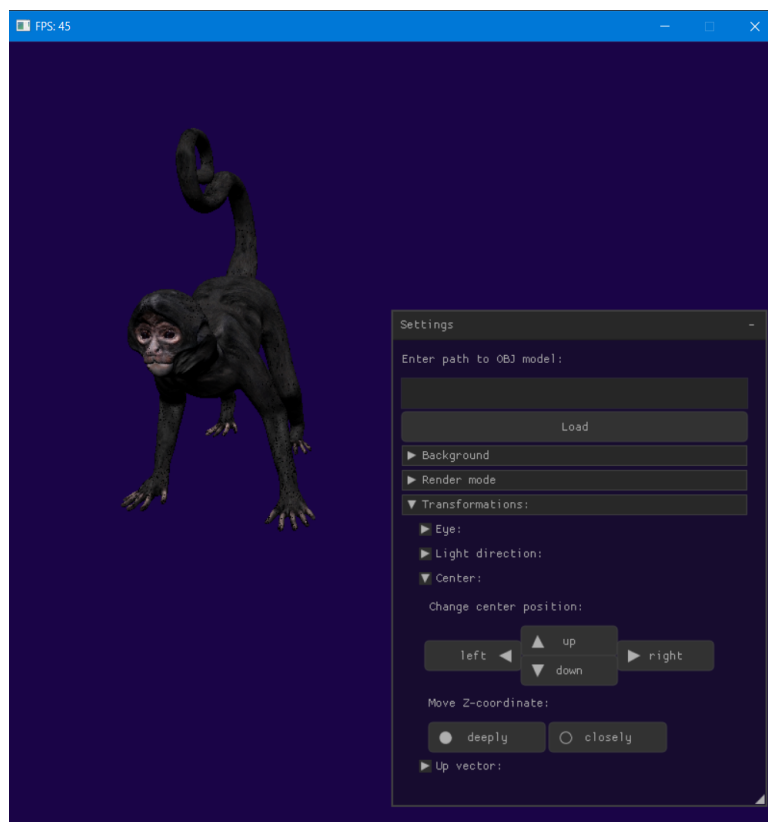 FPS: 45
Settings
Enter path to OBJ model:
Load
Background
Render mode
Transformations:
Eye:
Light direction:
Center:
Change center position:
up
left right
down
Move Z-coordinate:
deeply closely
Up vector: